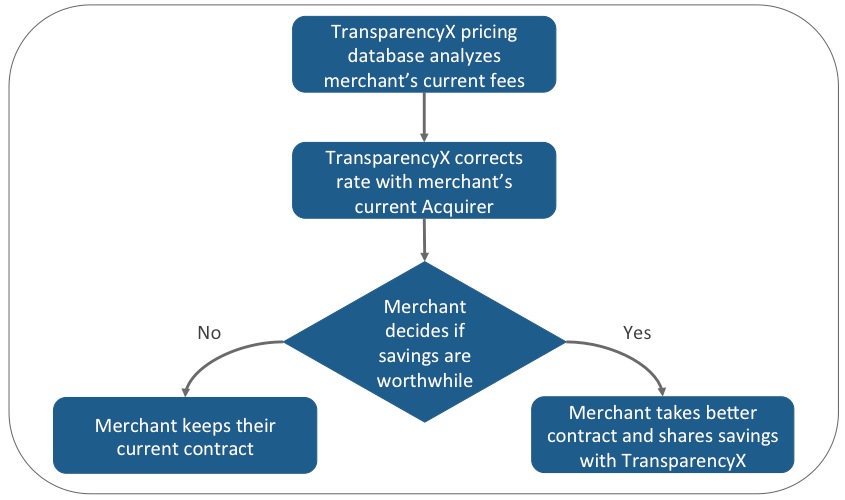 TransparencyX pricing
database analyzes
merchant’s current fees
TransparencyX corrects
rate with merchant’s
current Acquirer
Merchant
decides if
savings are
worthwhile
No
Yes
Merchant keeps their
current contract
Merchant takes better
contract and shares savings
with TransparencyX